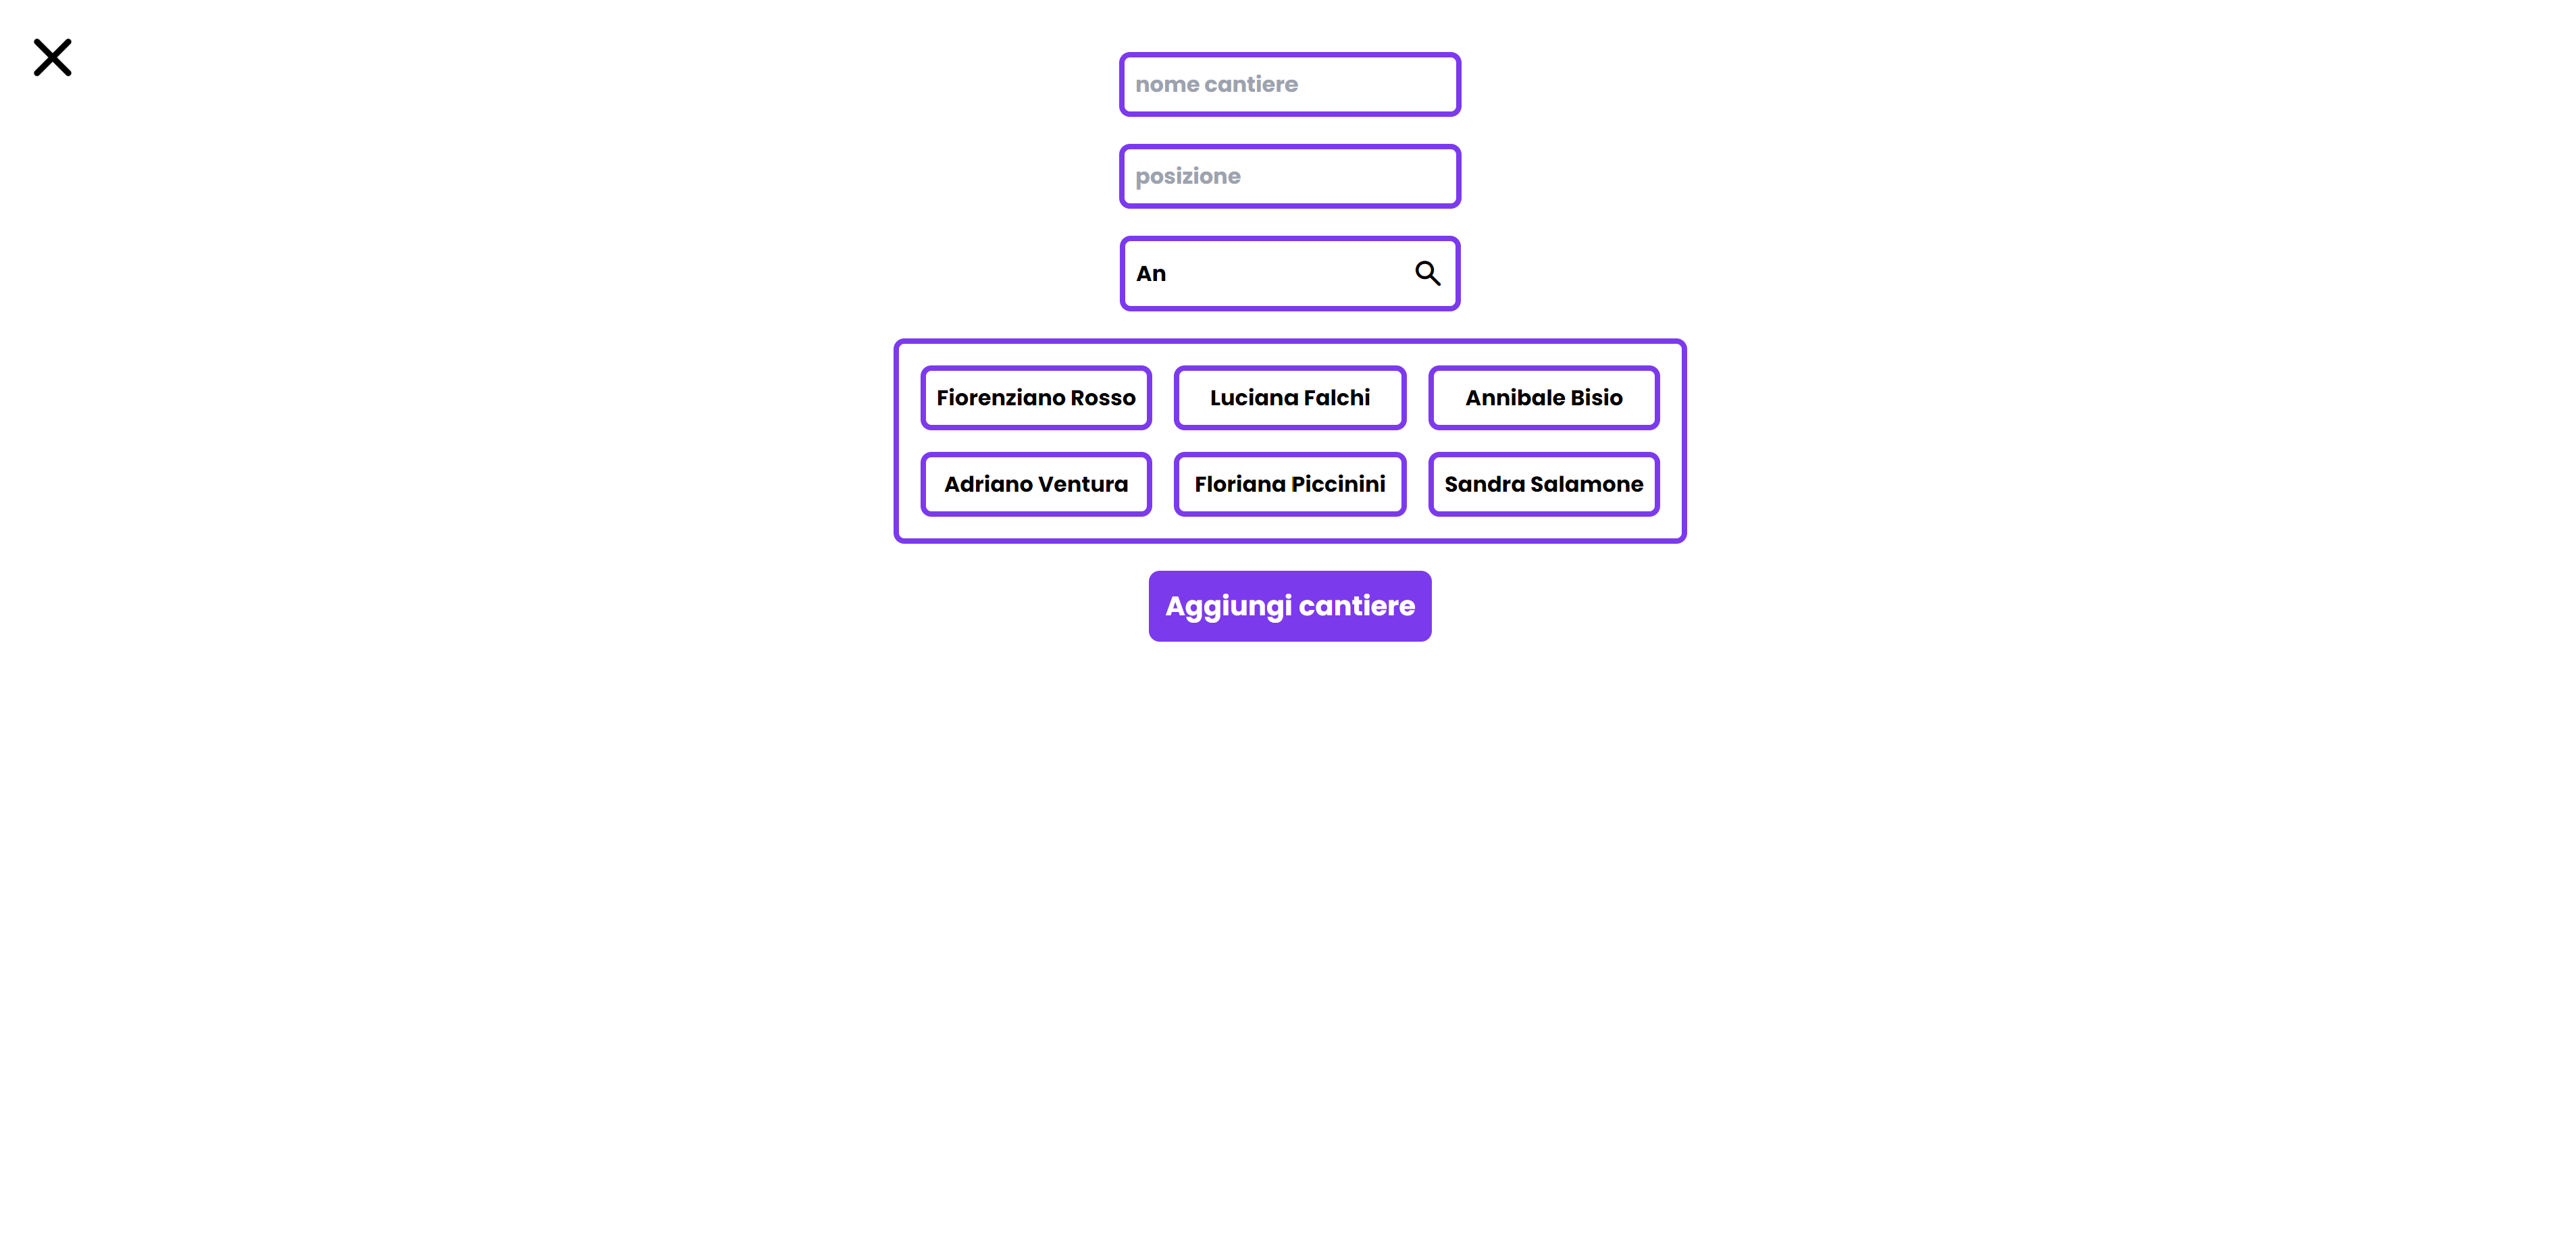 nome cantiere
posizione
An
Fiorenziano Rosso
Luciana Falchi
Annibale Bisio
Adriano Ventura
Floriana Piccinini
Sandra Salamone
Aggiungi cantiere